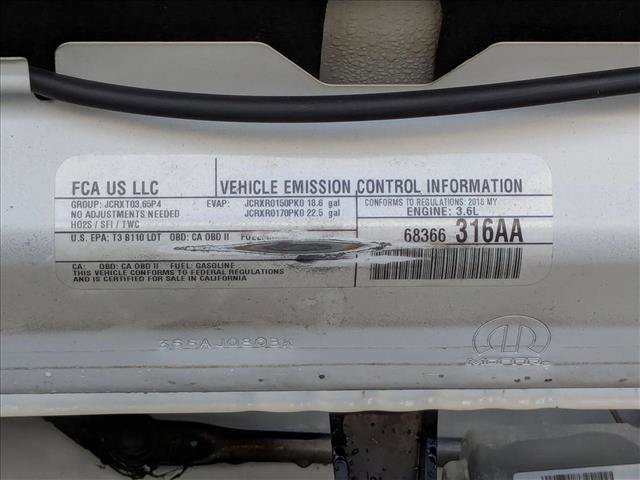 FCA US LLC
VEHICLE EMISSION CONTROL INFORMATION
GROUP: JCRXT03.65P4 EVAP: JCRXR0150PK0 18.6 gal
NO ADJUSTMENTS NEEDED JCRXR0170PK0 22.5 gal
HO2S / SFI / TWC
CONFORMS TO REGULATIONS: 2018 MY
ENGINE: 3.6L
U.S. EPA: T3 B110 LDT OBD: CA OBD II FUEL:
68366 316AA
CA: OBD: CA OBD II FUEL: GASOLINE
THIS VEHICLE CONFORMS TO FEDERAL REGULATIONS
AND IS CERTIFIED FOR SALE IN CALIFORNIA